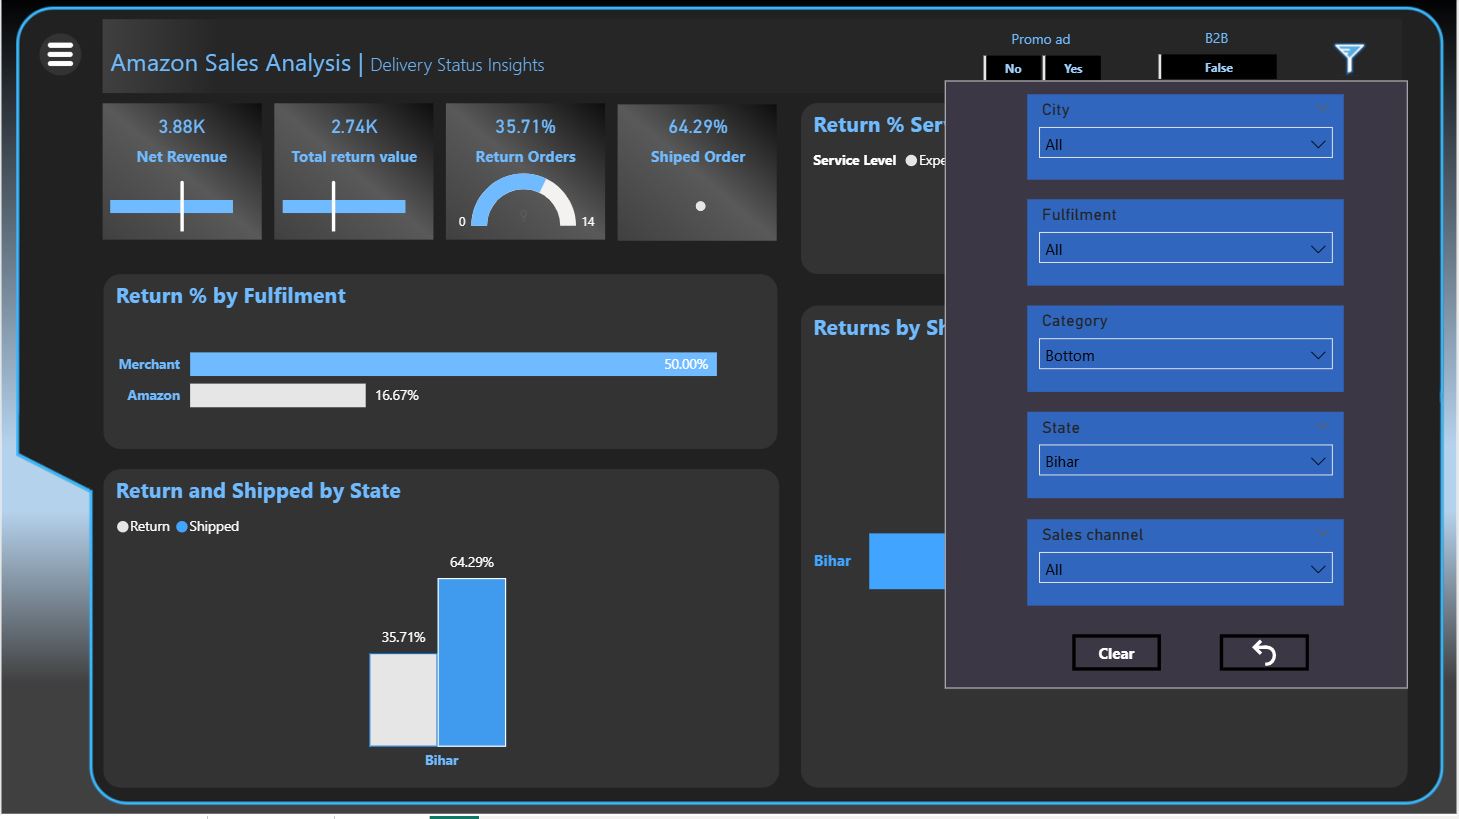 Amazon Sales Analysis | Delivery Status Insights
Promo ad
No
Yes
B2B
False
3.88K
Net Revenue
2.74K
Total return value
35.71%
Return Orders
0
9
14
64.29%
Shiped Order
Return % Ser
Service Level Expe
Return % by Fulfilment
Merchant
50.00%
Amazon
16.67%
Return and Shipped by State
Return Shipped
64.29%
35.71%
Bihar
Returns by Sh
Bihar
City
All
Fulfilment
All
Category
Bottom
State
Bihar
Sales channel
All
Clear